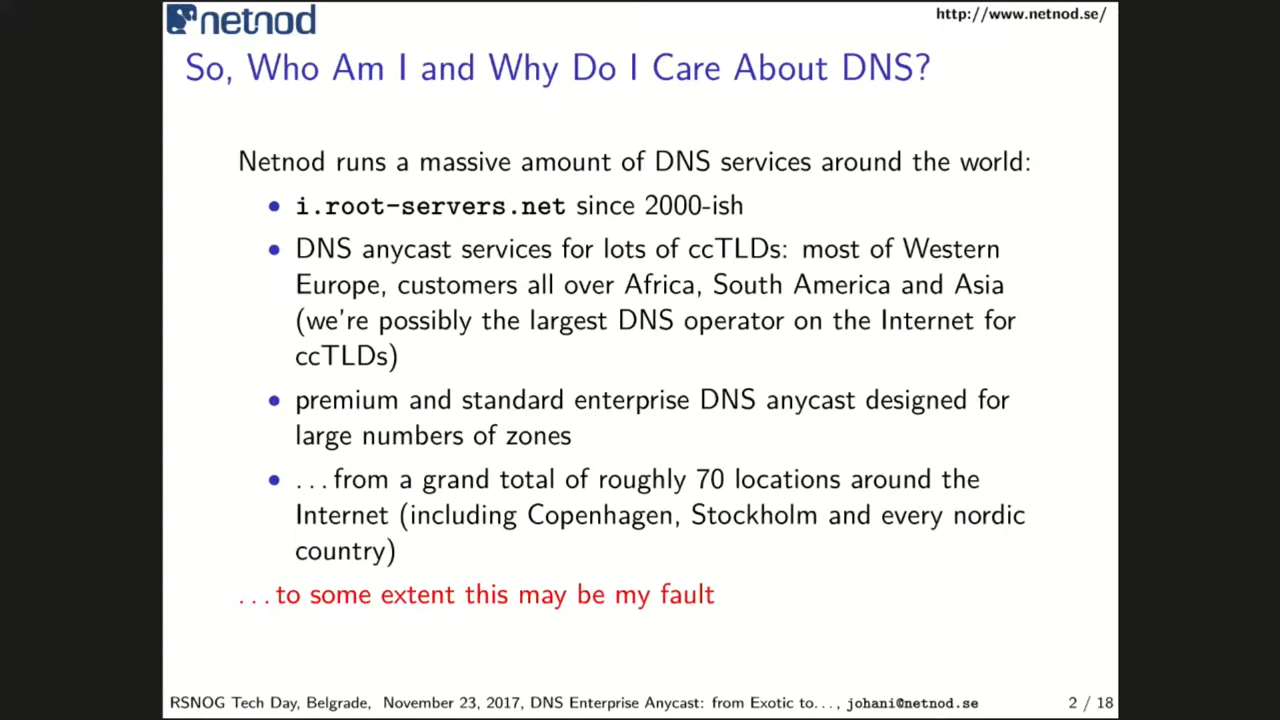 netnod
http://www.netnod.se/
So, Who Am I and Why Do I Care About DNS?
Netnod runs a massive amount of DNS services around the world:
• i.root-servers.net since 2000-ish
• DNS anycast services for lots of ccTLDs: most of Western
Europe, customers all over Africa, South America and Asia
(we're possibly the largest DNS operator on the Internet for
ccTLDs)
• premium and standard enterprise DNS anycast designed for
large numbers of zones
• ...from a grand total of roughly 70 locations around the
Internet (including Copenhagen, Stockholm and every nordic
country)
...to some extent this may be my fault
RSNOG Tech Day, Belgrade, November 23, 2017, DNS Enterprise Anycast: from Exotic to..., johani@netnod.se 2 / 18